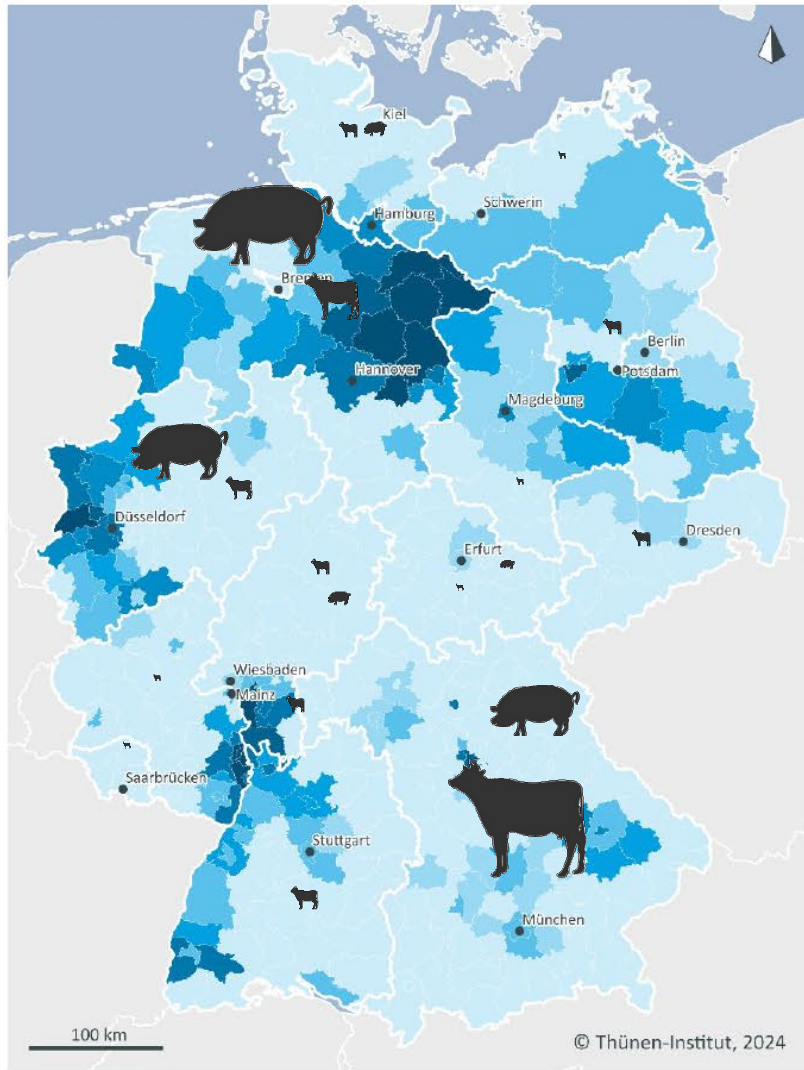 Kiel
Hamburg
Schwerin
Bremen
Berlin
Potsdam
Hannover
Magdeburg
Düsseldorf
Erfurt
Dresden
Wiesbaden
Mainz
Saarbrücken
Stuttgart
München
100 km
© Thünen-Institut, 2024